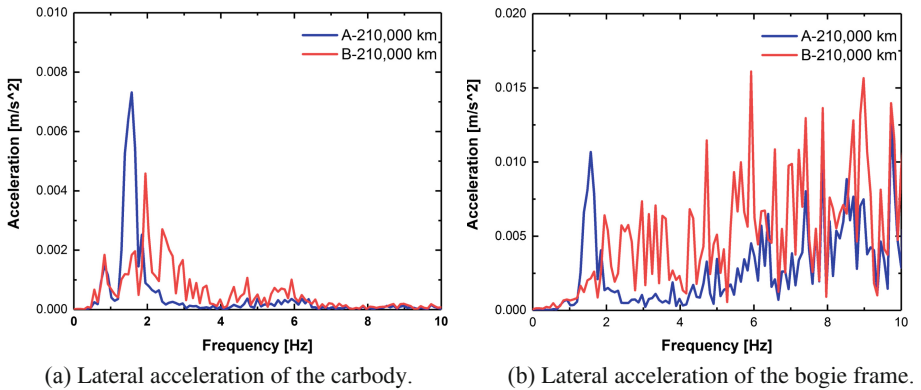 0.010
0.008
0.006
0.004
0.002
0.000
Acceleration [m/s^2]
A-210,000 km
B-210,000 km
0 2 4 6 8 10
Frequency [Hz]
(a) Lateral acceleration of the carbody.
0.020
0.015
0.010
0.005
0.000
Acceleration [m/s^2]
A-210,000 km
B-210,000 km
0 2 4 6 8 10
Frequency [Hz]
(b) Lateral acceleration of the bogie frame.